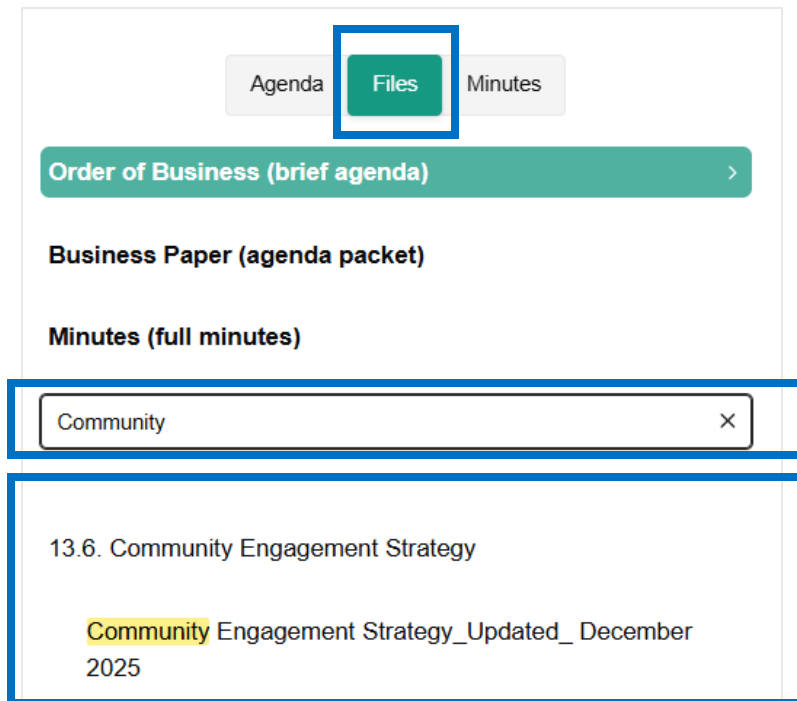 Agenda Files Minutes
Order of Business (brief agenda)
Business Paper (agenda packet)
Minutes (full minutes)
Community
13.6. Community Engagement Strategy
Community Engagement Strategy_Updated_ December
2025